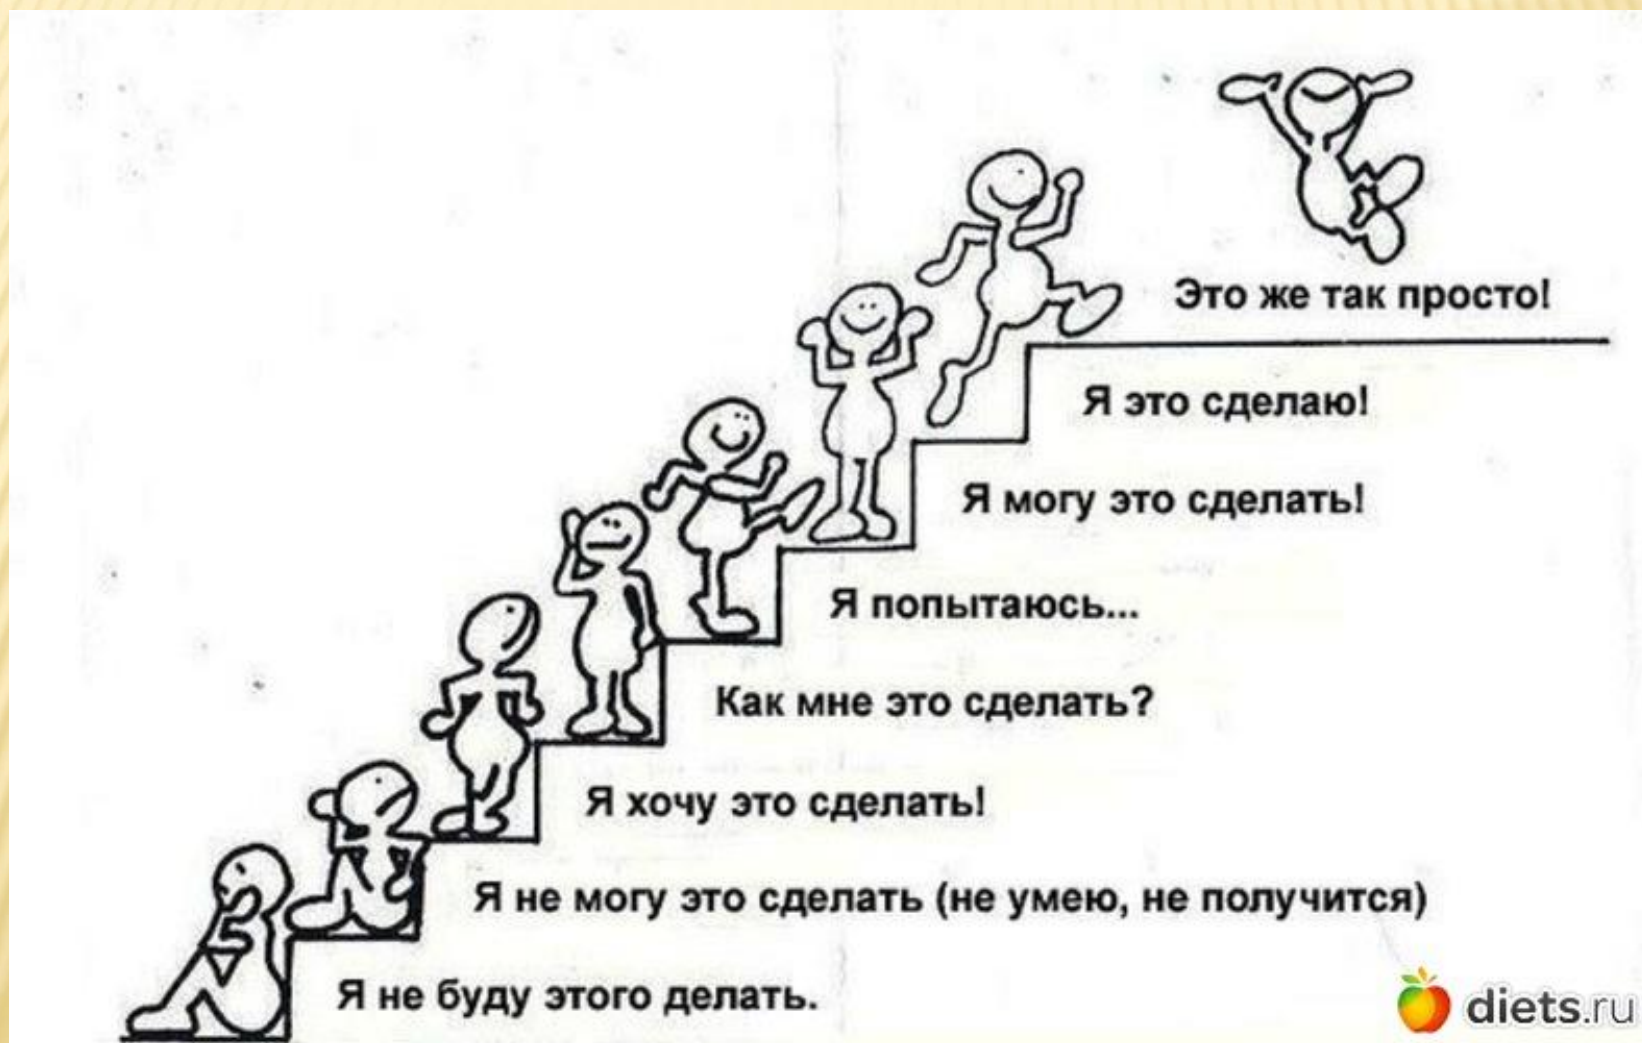 Это же так просто!
Я это сделаю!
Я могу это сделать!
Я попытаюсь...
Как мне это сделать?
Я хочу это сделать!
Я не могу это сделать (не умею, не получится)
Я не буду этого делать.
diets.ru